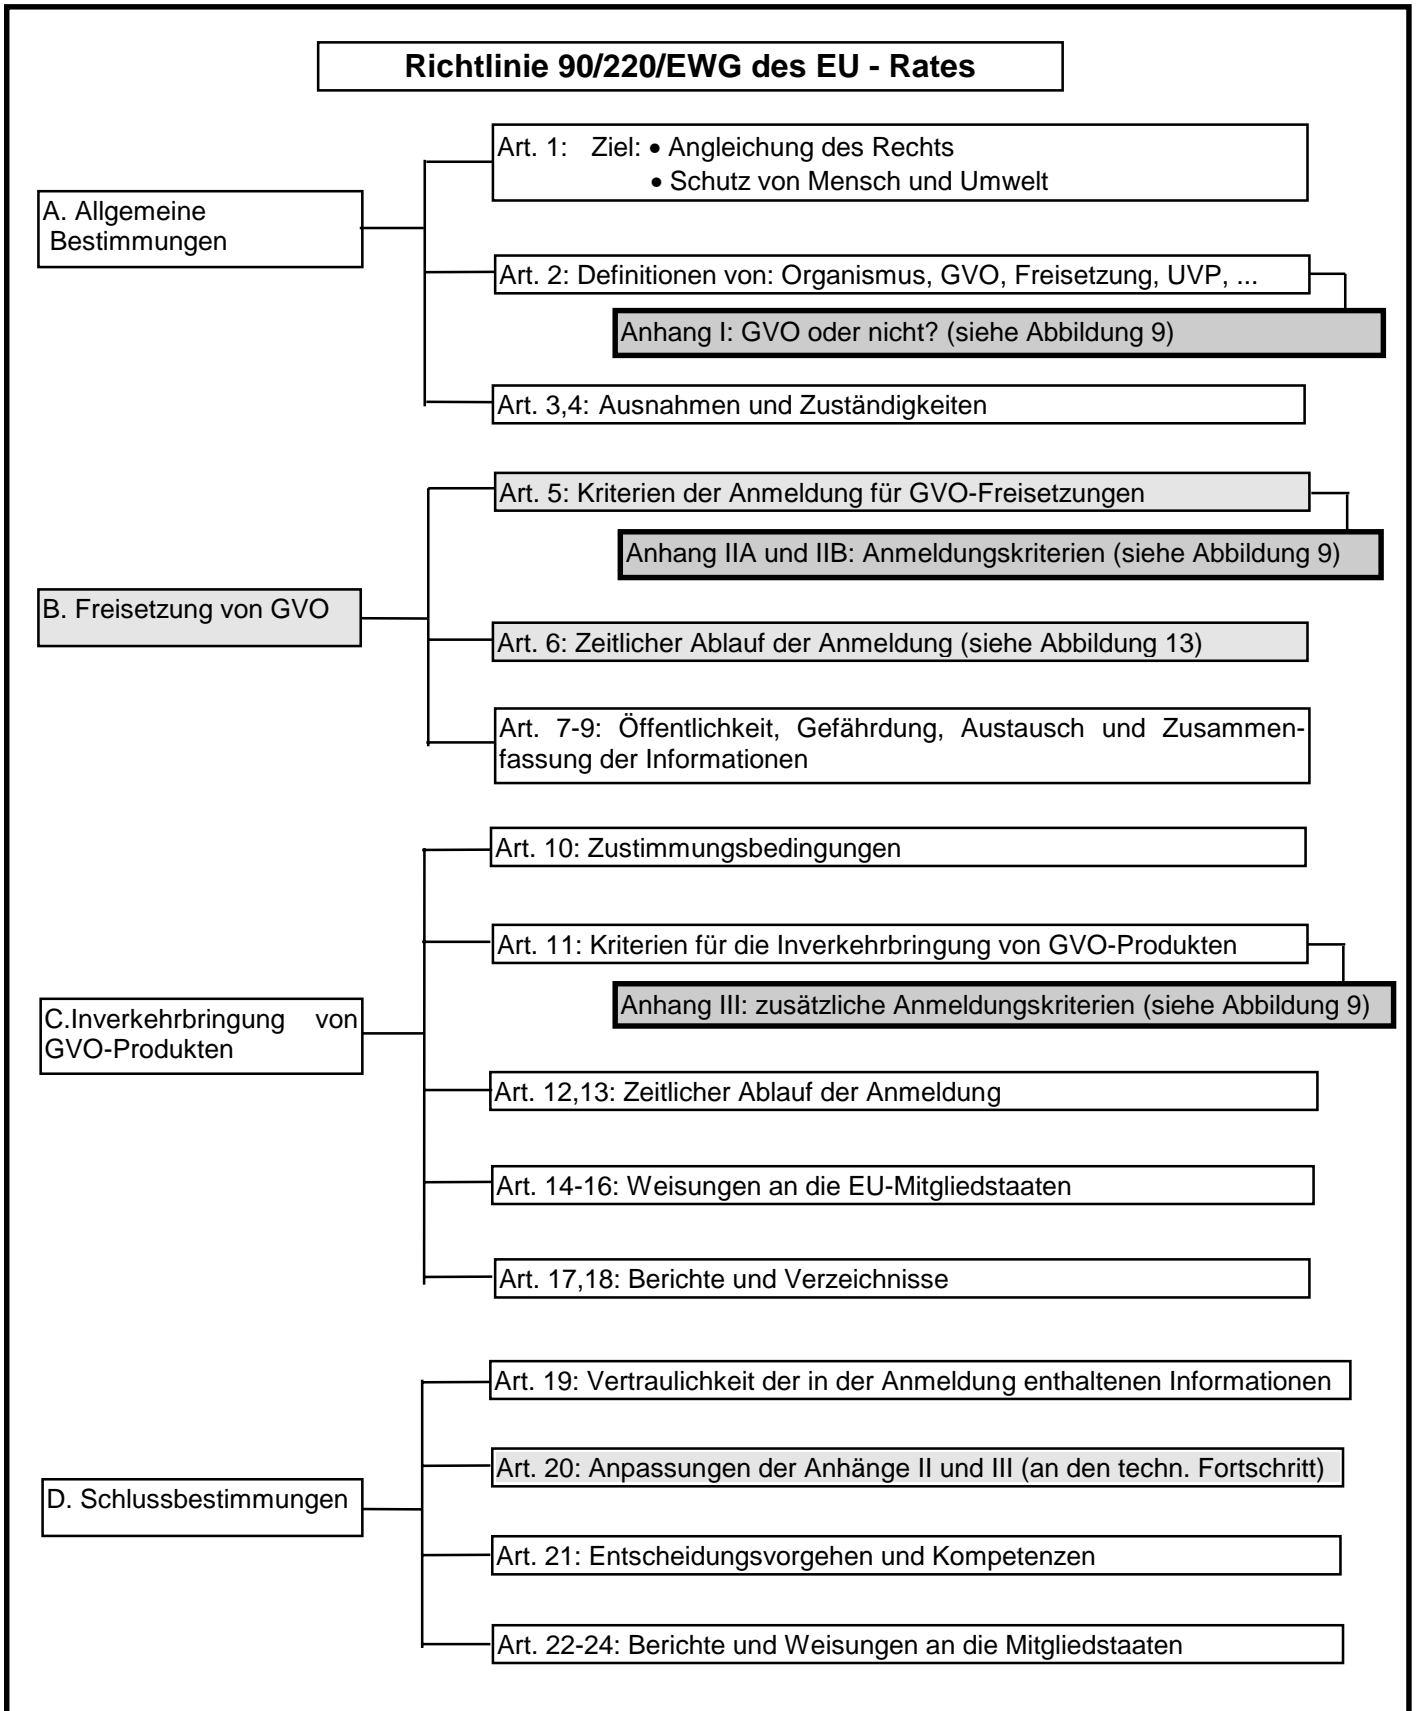 Richtlinie 90/220/EWG des EU - Rates
A. Allgemeine
Bestimmungen
Art. 1: Ziel: • Angleichung des Rechts
• Schutz von Mensch und Umwelt
Art. 2: Definitionen von: Organismus, GVO, Freisetzung, UVP, ...
Anhang I: GVO oder nicht? (siehe Abbildung 9)
Art. 3,4: Ausnahmen und Zuständigkeiten
B. Freisetzung von GVO
Art. 5: Kriterien der Anmeldung für GVO-Freisetzungen
Anhang IIA und IIB: Anmeldungskriterien (siehe Abbildung 9)
Art. 6: Zeitlicher Ablauf der Anmeldung (siehe Abbildung 13)
Art. 7-9: Öffentlichkeit, Gefährdung, Austausch und Zusammen-
fassung der Informationen
C.Inverkehrbringung von
GVO-Produkten
Art. 10: Zustimmungsbedingungen
Art. 11: Kriterien für die Inverkehrbringung von GVO-Produkten
Anhang III: zusätzliche Anmeldungskriterien (siehe Abbildung 9)
Art. 12,13: Zeitlicher Ablauf der Anmeldung
Art. 14-16: Weisungen an die EU-Mitgliedstaaten
Art. 17,18: Berichte und Verzeichnisse
D. Schlussbestimmungen
Art. 19: Vertraulichkeit der in der Anmeldung enthaltenen Informationen
Art. 20: Anpassungen der Anhänge II und III (an den techn. Fortschritt)
Art. 21: Entscheidungsvorgehen und Kompetenzen
Art. 22-24: Berichte und Weisungen an die Mitgliedstaaten